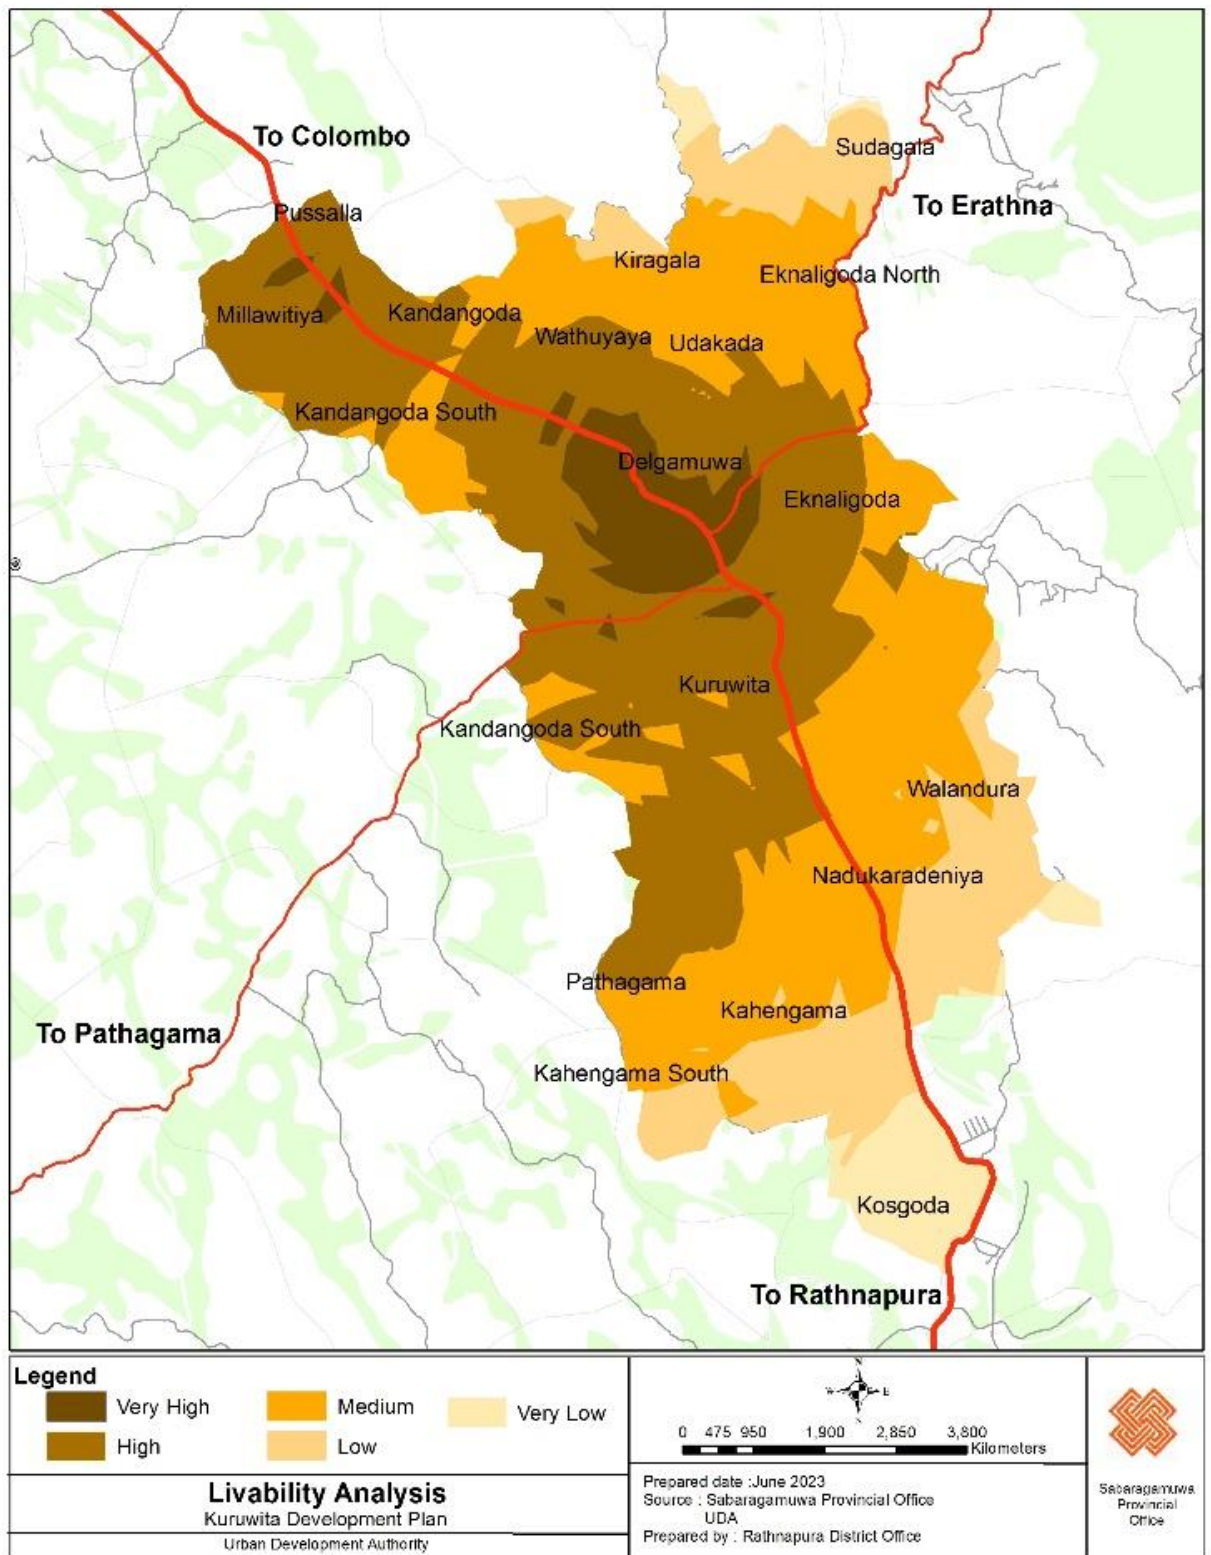 To Colombo
Sudagala
To Erathna
Pussalla
Kiragala
Eknaligoda North
Millawitiya
Kandangoda
Wathuyaya
Udakada
Kandangoda South
Delgamuwa
Eknaligoda
Kuruwita
Kandangoda South
Walandura
Nadukaradeniya
Pathagama
Kahengama
To Pathagama
Kahengama South
Kosgoda
To Rathnapura
Legend
Very High
Medium
Very Low
High
Low
N
W E
S
0 475 950 1,900 2,850 3,800
Kilometers
Livability Analysis
Kuruwita Development Plan
Urban Development Authority
Prepared date :June 2023
Source : Sabaragamuwa Provincial Office
UDA
Prepared by : Rathnapura District Office
Sabaragamuwa
Provincial
Office